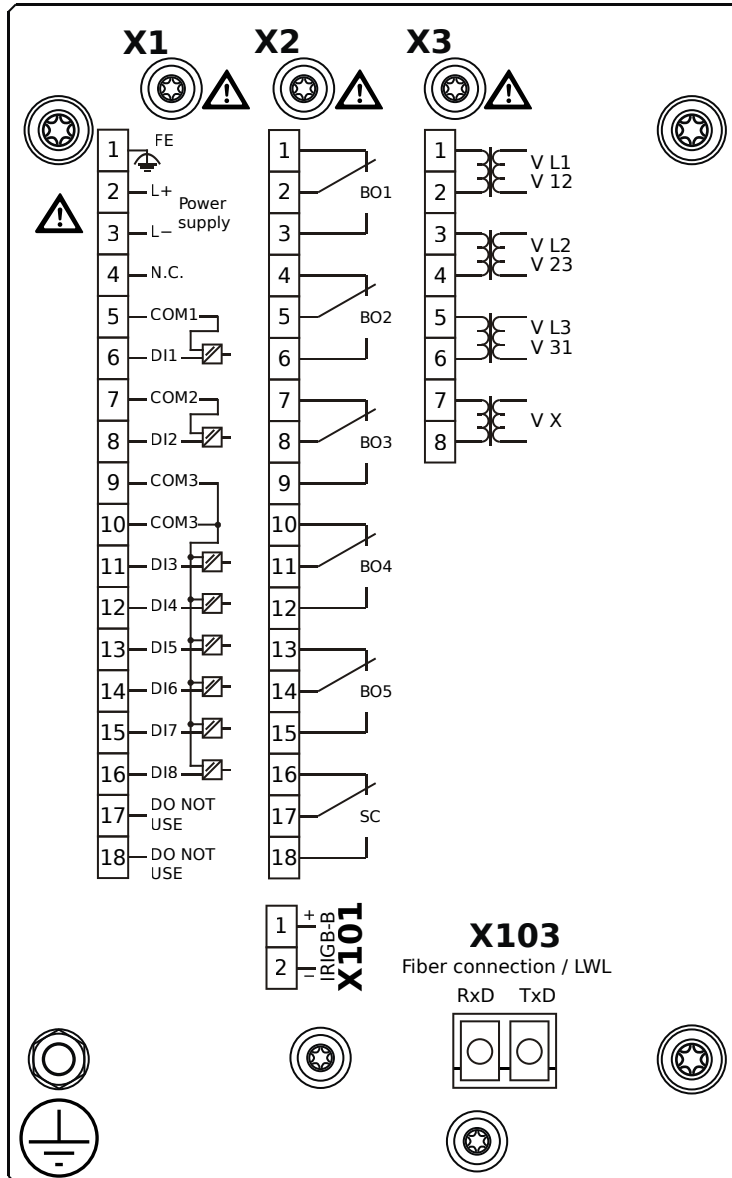 X1
X2
X3
1 FE
2 L+ Power supply
3 L−
4 N.C.
5 COM1
6 DI1
7 COM2
8 DI2
9 COM3
10 COM3
11 DI3
12 DI4
13 DI5
14 DI6
15 DI7
16 DI8
17 DO NOT
USE
18 DO NOT
USE
1
2 BO1
3
4
5 BO2
6
7
8 BO3
9
10
11 BO4
12
13
14 BO5
15
16
17 SC
18
1 V L1
2 V 12
3 V L2
4 V 23
5 V L3
6 V 31
7 V X
8
1 +
2 −
IRIGB-B
X101
X103
Fiber connection / LWL
RxD TxD